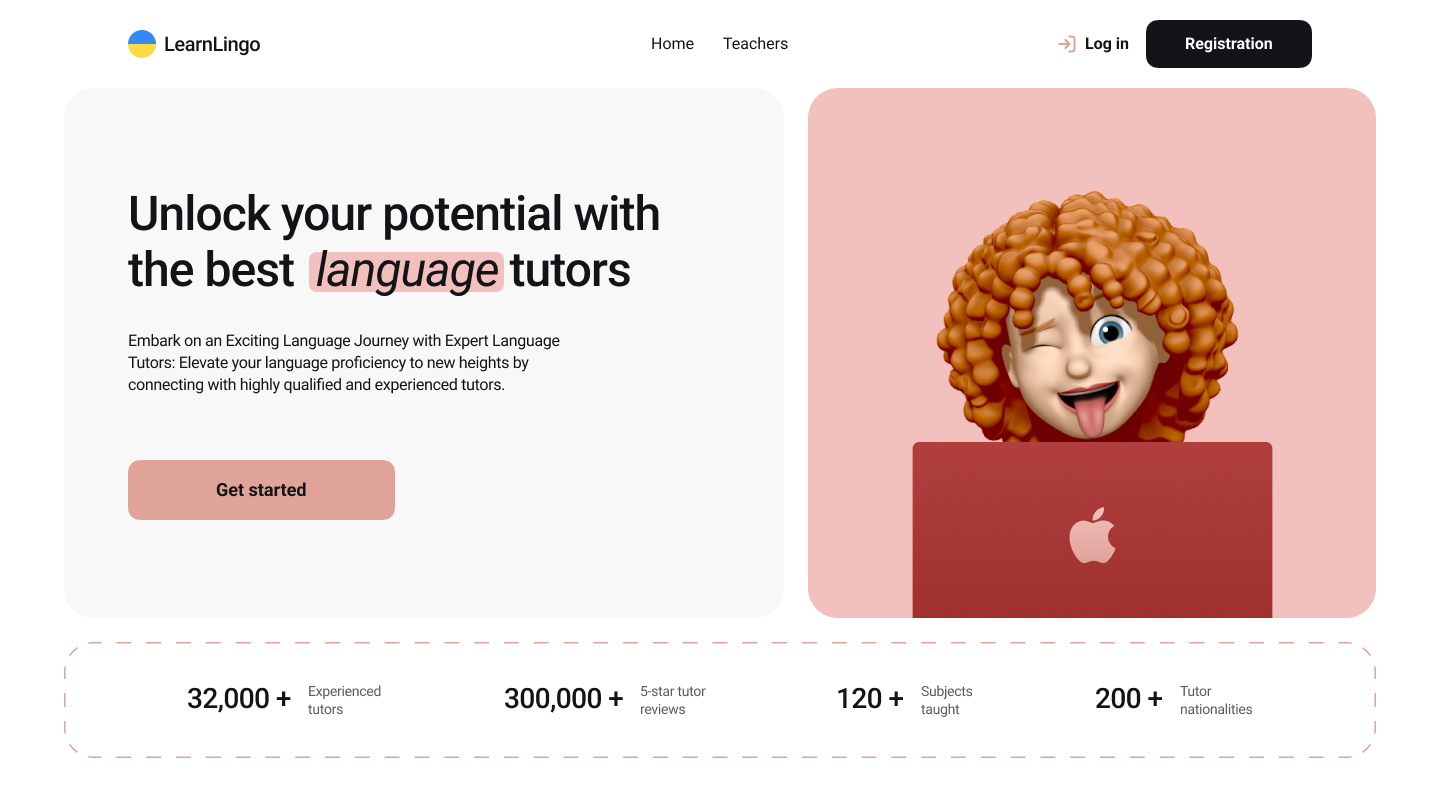 LearnLingo
Home
Teachers
Log in
Registration
Unlock your potential with
the best language tutors
Embark on an Exciting Language Journey with Expert Language
Tutors: Elevate your language proficiency to new heights by
connecting with highly qualified and experienced tutors.
Get started
32,000 +
Experienced
tutors
300,000 +
5-star tutor
reviews
120 +
Subjects
taught
200 +
Tutor
nationalities